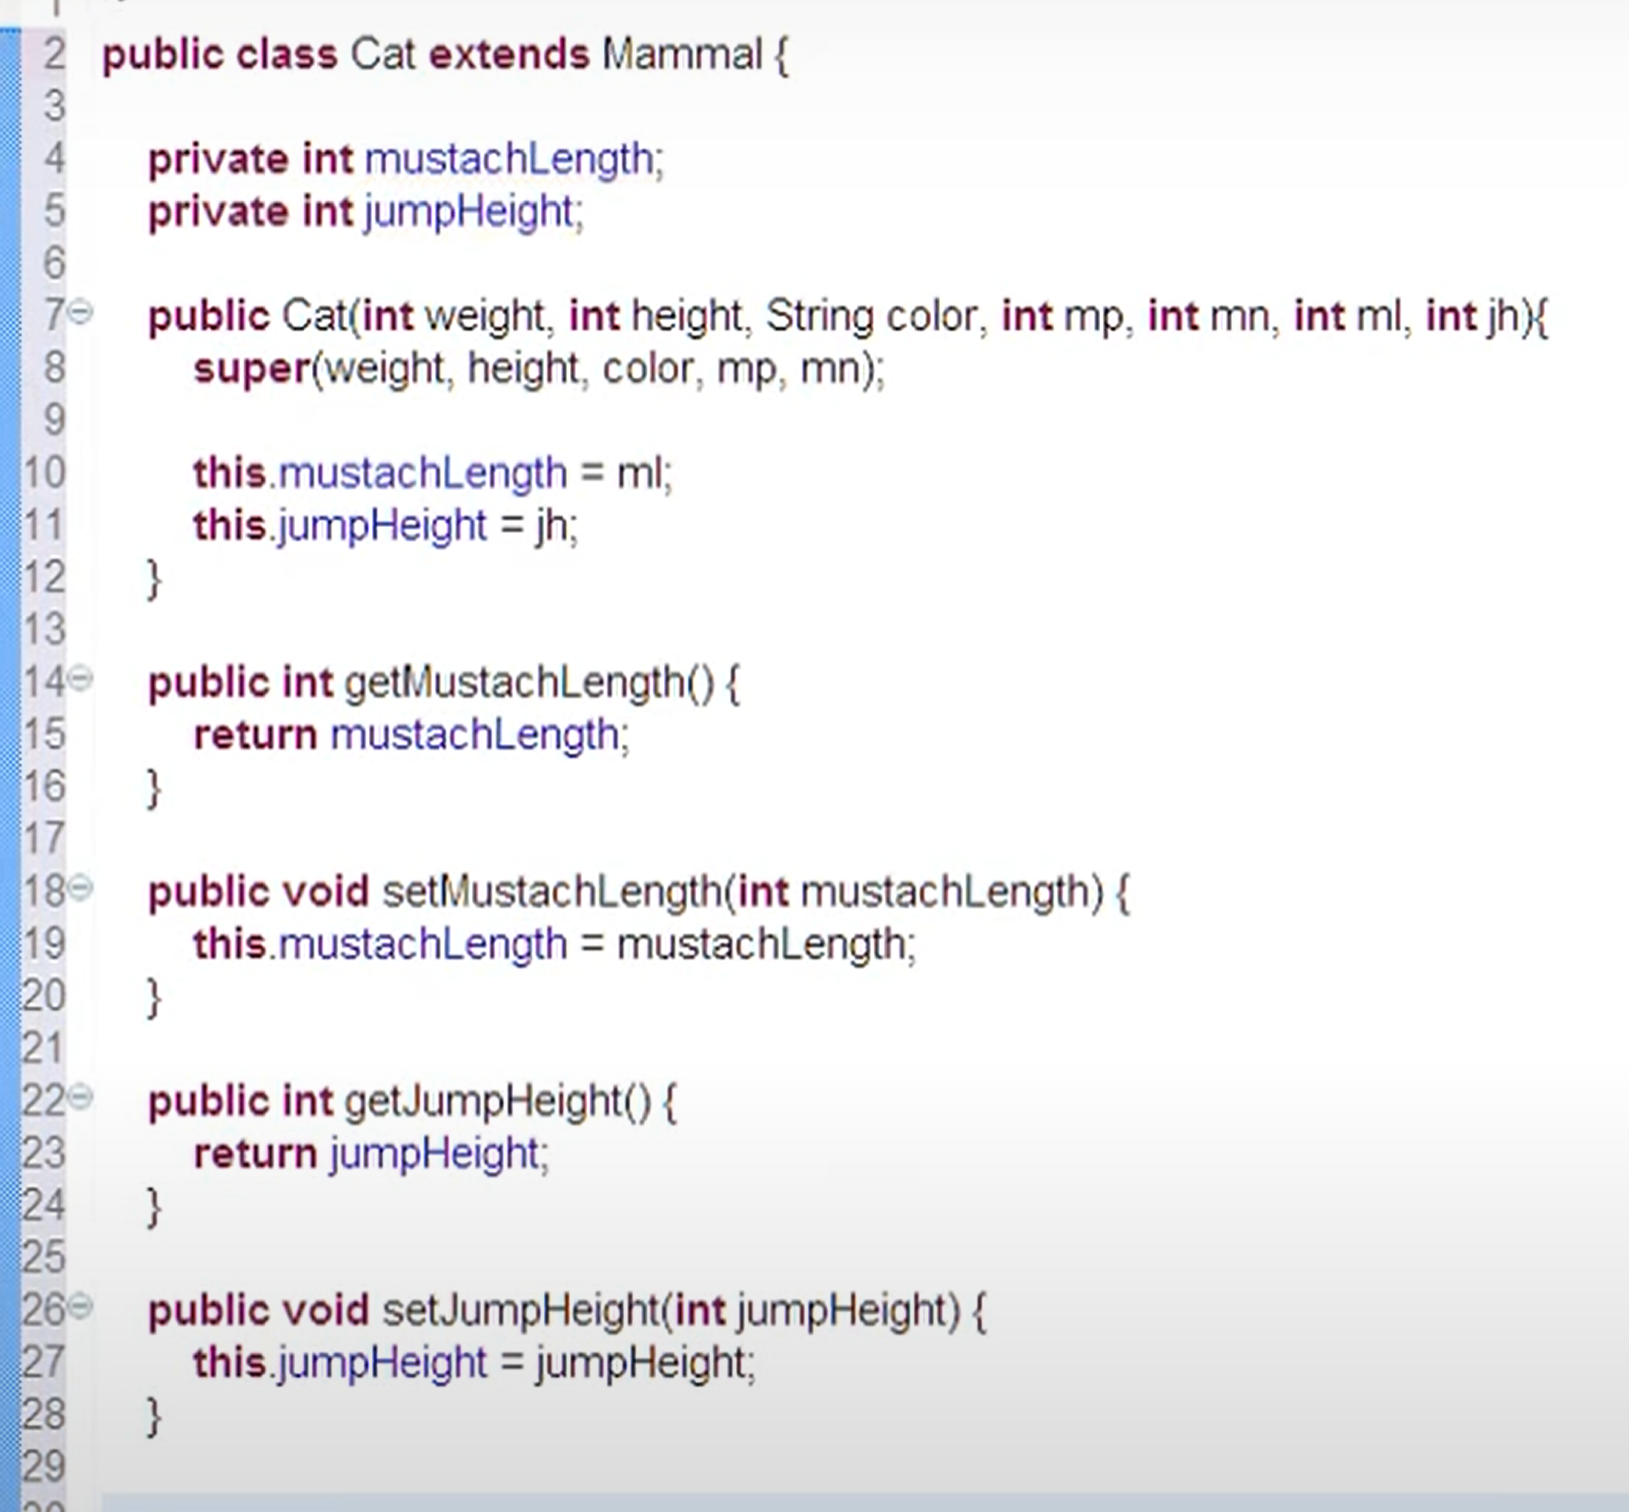 2 public class Cat extends Mammal {
3
4 private int mustachLength;
5 private int jumpHeight;
6
7 public Cat(int weight, int height, String color, int mp, int mn, int ml, int jh){
8 super(weight, height, color, mp, mn);
9
10 this.mustachLength = ml;
11 this.jumpHeight = jh;
12 }
13
14 public int getMustachLength() {
15 return mustachLength;
16 }
17
18 public void setMustachLength(int mustachLength) {
19 this.mustachLength = mustachLength;
20 }
21
22 public int getJumpHeight() {
23 return jumpHeight;
24 }
25
26 public void setJumpHeight(int jumpHeight) {
27 this.jumpHeight = jumpHeight;
28 }
29